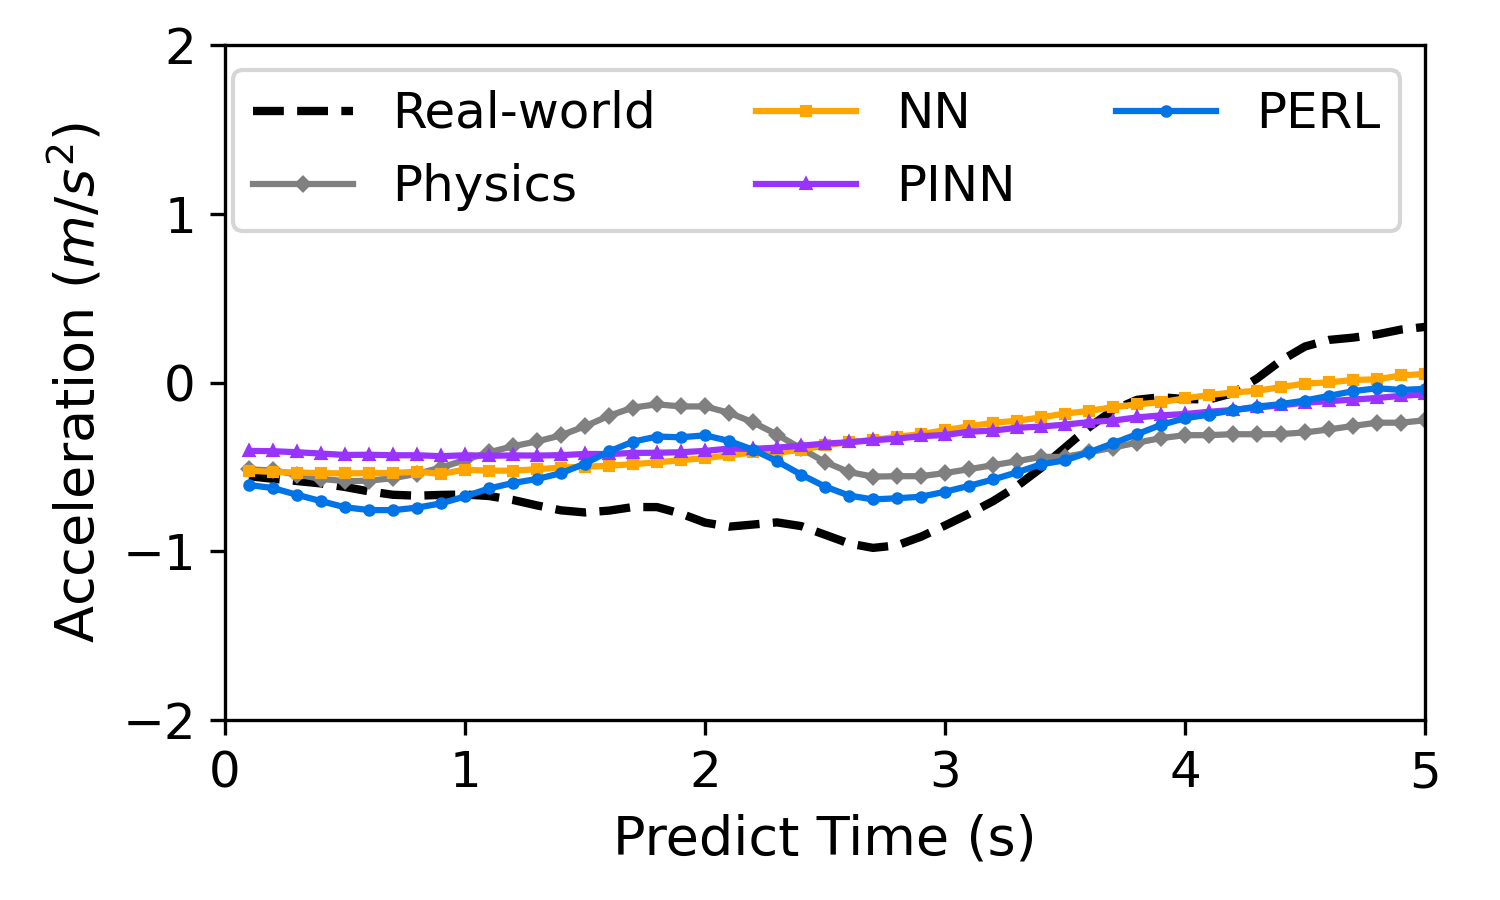 2
1
0
−1
−2
Acceleration (m/s²)
Real-world
Physics
NN
PINN
PERL
0 1 2 3 4 5
Predict Time (s)